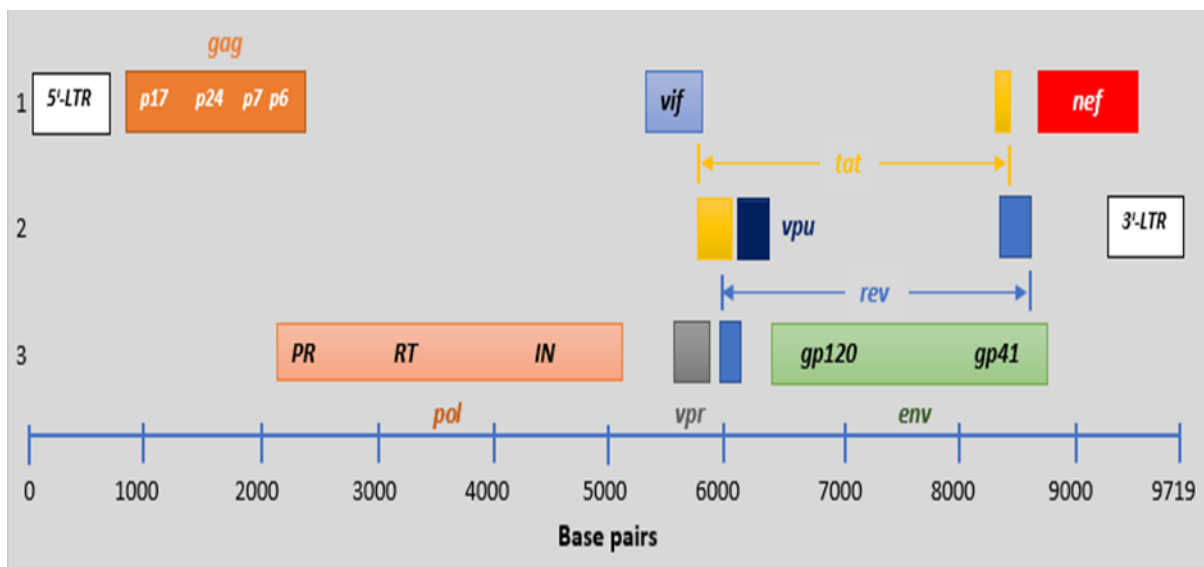 gag
1 5'-LTR p17 p24 p7 p6 vif nef
tat
2 vpu 3'-LTR
rev
3 PR RT IN gp120 gp41
pol vpr env
0 1000 2000 3000 4000 5000 6000 7000 8000 9000 9719
Base pairs